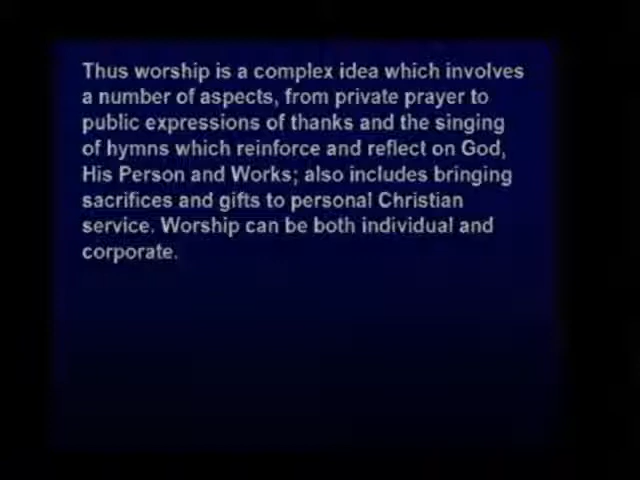 Thus worship is a complex idea which involves
a number of aspects, from private prayer to
public expressions of thanks and the singing
of hymns which reinforce and reflect on God,
His Person and Works; also includes bringing
sacrifices and gifts to personal Christian
service. Worship can be both individual and
corporate.